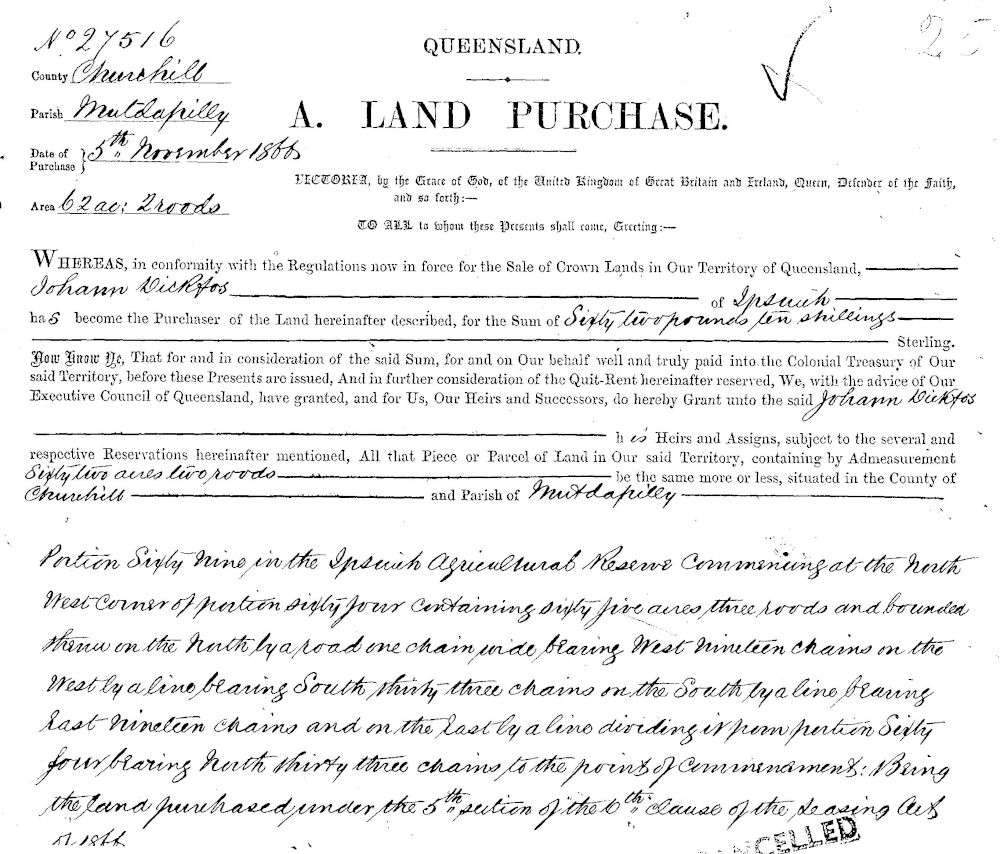 No 27516
25
QUEENSLAND.
County Churchill
Parish Mutdapilly
A. LAND PURCHASE.
Date of Purchase } 5th November 1866
Area 62 ac: 2 roods
VICTORIA, by the Grace of God, of the United Kingdom of Great Britain and Ireland, Queen, Defender of the Faith,
and so forth:—
TO ALL to whom these Presents shall come, Greeting:—
WHEREAS, in conformity with the Regulations now in force for the Sale of Crown Lands in Our Territory of Queensland,
Johann Dickfos of Ipswich
has become the Purchaser of the Land hereinafter described, for the Sum of Sixty two pounds ten shillings
Sterling.
Now Know Ye, That for and in consideration of the said Sum, for and on Our behalf well and truly paid into the Colonial Treasury of Our
said Territory, before these Presents are issued, And in further consideration of the Quit-Rent hereinafter reserved, We, with the advice of Our
Executive Council of Queensland, have granted, and for Us, Our Heirs and Successors, do hereby Grant unto the said Johann Dickfos
his Heirs and Assigns, subject to the several and
respective Reservations hereinafter mentioned, All that Piece or Parcel of Land in Our said Territory, containing by Admeasurement
Sixty two acres two roods be the same more or less, situated in the County of
Churchill and Parish of Mutdapilly
Portion Sixty Nine in the Ipswich Agricultural Reserve Commencing at the North
West Corner of portion sixty four containing sixty five acres three roods and bounded
thence on the North by a road one chain wide bearing West Nineteen chains on the
West by a line bearing South thirty three chains on the South by a line bearing
East Nineteen chains and on the East by a line dividing it from portion Sixty
four bearing North thirty three chains to the point of Commencement: Being
the land purchased under the 5th section of the 6th clause of the Leasing Act
of 1866
CANCELLED